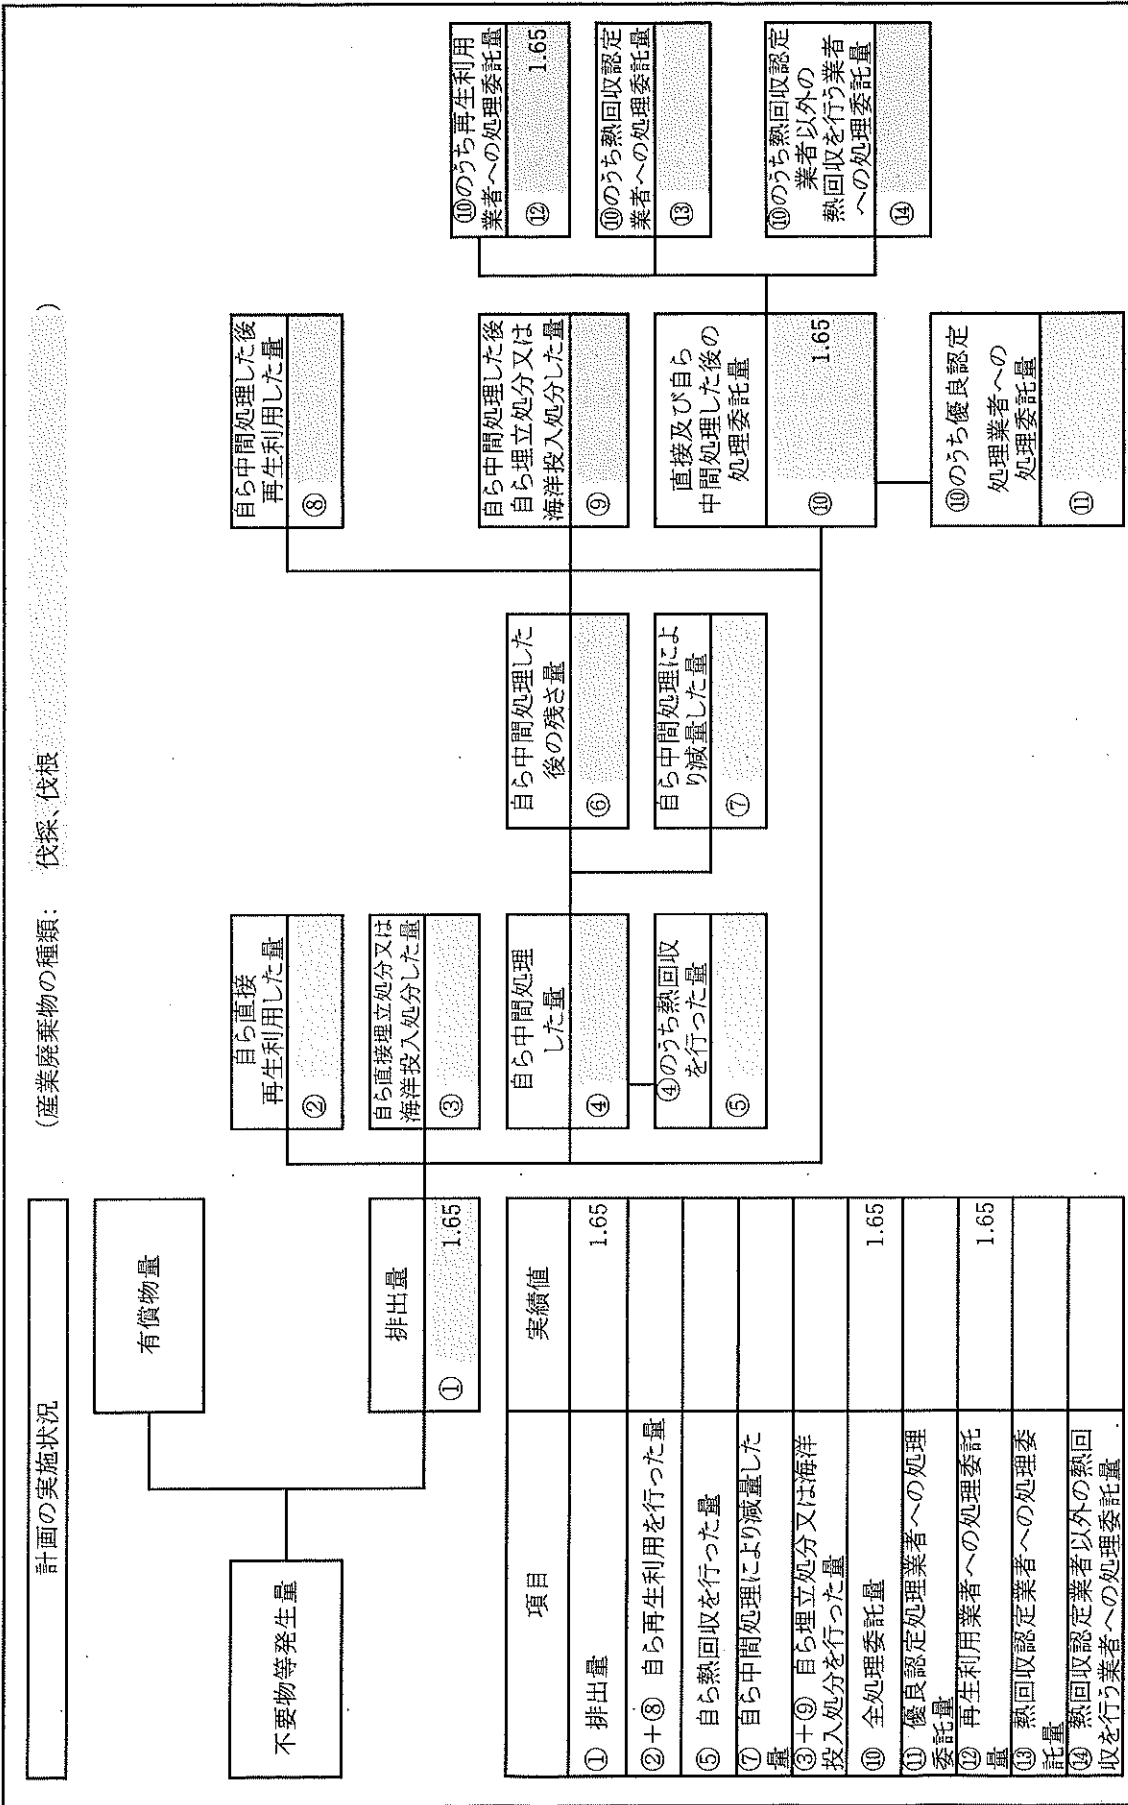 計画の実施状況
(産業廃棄物の種類: 伐採、伐根 )
不要物等発生量
有償物量
排出量
① 1.65
自ら直接
再生利用した量
②
自ら直接埋立処分又は
海洋投入処分した量
③
自ら中間処理
した量
④
④のうち熱回収
を行った量
⑤
自ら中間処理した
後の残さ量
⑥
自ら中間処理によ
り減量した量
⑦
自ら中間処理した後
再生利用した量
⑧
自ら中間処理した後
自ら埋立処分又は
海洋投入処分した量
⑨
直接及び自ら
中間処理した後の
処理委託量
⑩ 1.65
⑩のうち優良認定
処理業者への
処理委託量
⑪
⑩のうち再生利用
業者への処理委託量
⑫ 1.65
⑩のうち熱回収認定
業者への処理委託量
⑬
⑩のうち熱回収認定
業者以外の
熱回収を行う業者
への処理委託量
⑭
項目 実績値
① 排出量 1.65
②+⑧ 自ら再生利用を行った量
⑤ 自ら熱回収を行った量
⑦ 自ら中間処理により減量した
量
③+⑨ 自ら埋立処分又は海洋
投入処分を行った量
⑩ 全処理委託量 1.65
⑪ 優良認定処理業者への処理
委託量
⑫ 再生利用業者への処理委託
量 1.65
⑬ 熱回収認定業者への処理委
託量
⑭ 熱回収認定業者以外の熱回
収を行う業者への処理委託量